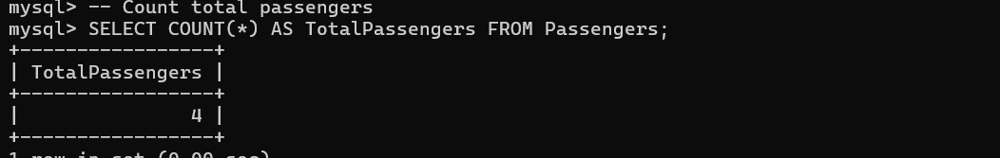 mysql> -- Count total passengers
mysql> SELECT COUNT(*) AS TotalPassengers FROM Passengers;
+-----------------+
| TotalPassengers |
+-----------------+
|               4 |
+-----------------+
1 row in set (0.00 sec)